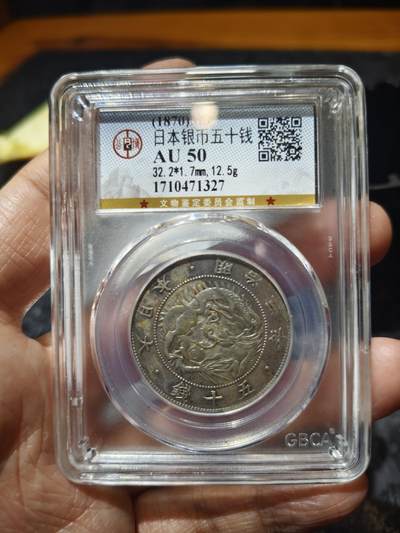 (1870)
日本银币五十钱
AU 50
32.2*1.7mm,12.5g
1710471327
★ 文物鉴定委员会监制 ★
大日本・明治三年・五十錢
GBCA